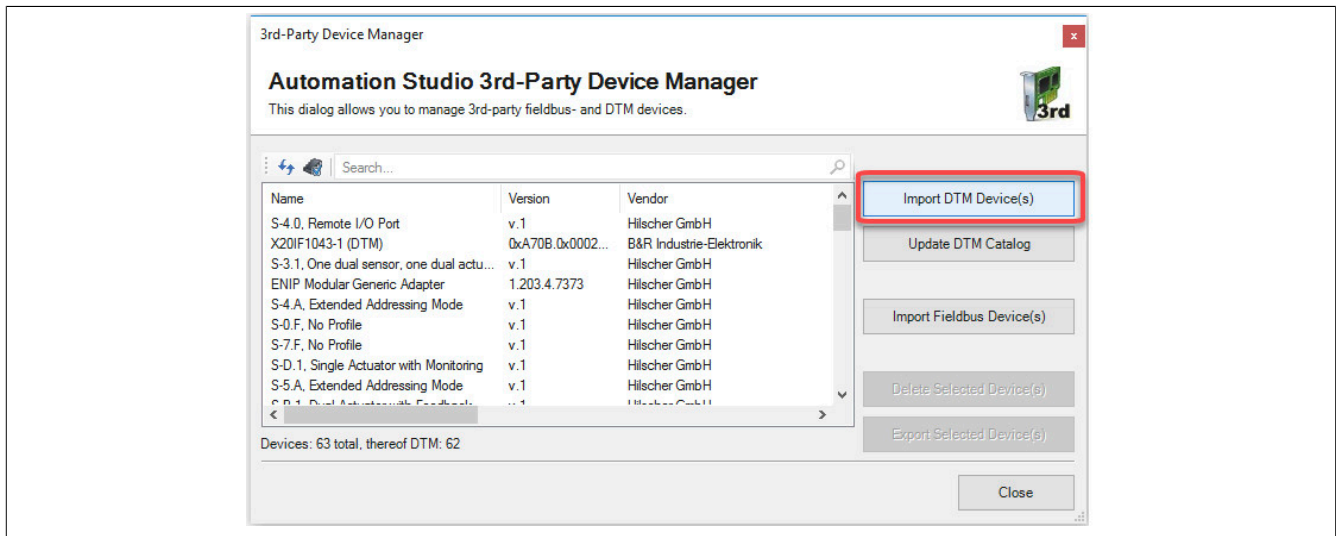 3rd-Party Device Manager
x
Automation Studio 3rd-Party Device Manager
This dialog allows you to manage 3rd-party fieldbus- and DTM devices.
3rd
Search...
Name Version Vendor
S-4.0, Remote I/O Port v.1 Hilscher GmbH
X20IF1043-1 (DTM) 0xA70B.0x0002... B&R Industrie-Elektronik
S-3.1, One dual sensor, one dual actu... v.1 Hilscher GmbH
ENIP Modular Generic Adapter 1.203.4.7373 Hilscher GmbH
S-4.A, Extended Addressing Mode v.1 Hilscher GmbH
S-0.F, No Profile v.1 Hilscher GmbH
S-7.F, No Profile v.1 Hilscher GmbH
S-D.1, Single Actuator with Monitoring v.1 Hilscher GmbH
S-5.A, Extended Addressing Mode v.1 Hilscher GmbH
Devices: 63 total, thereof DTM: 62
Import DTM Device(s)
Update DTM Catalog
Import Fieldbus Device(s)
Delete Selected Device(s)
Export Selected Device(s)
Close